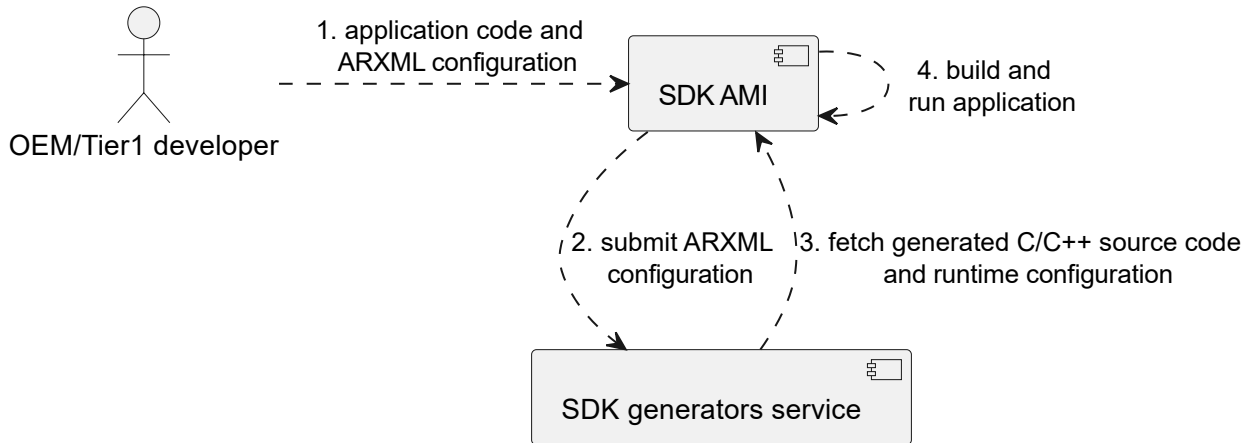 1. application code and
ARXML configuration
SDK AMI
4. build and
run application
OEM/Tier1 developer
2. submit ARXML
configuration
3. fetch generated C/C++ source code
and runtime configuration
SDK generators service